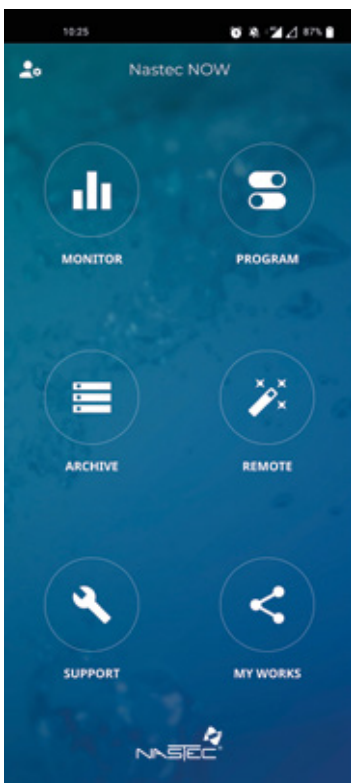 10:25 87%
Nastec NOW
MONITOR PROGRAM
ARCHIVE REMOTE
SUPPORT MY WORKS
NASTEC